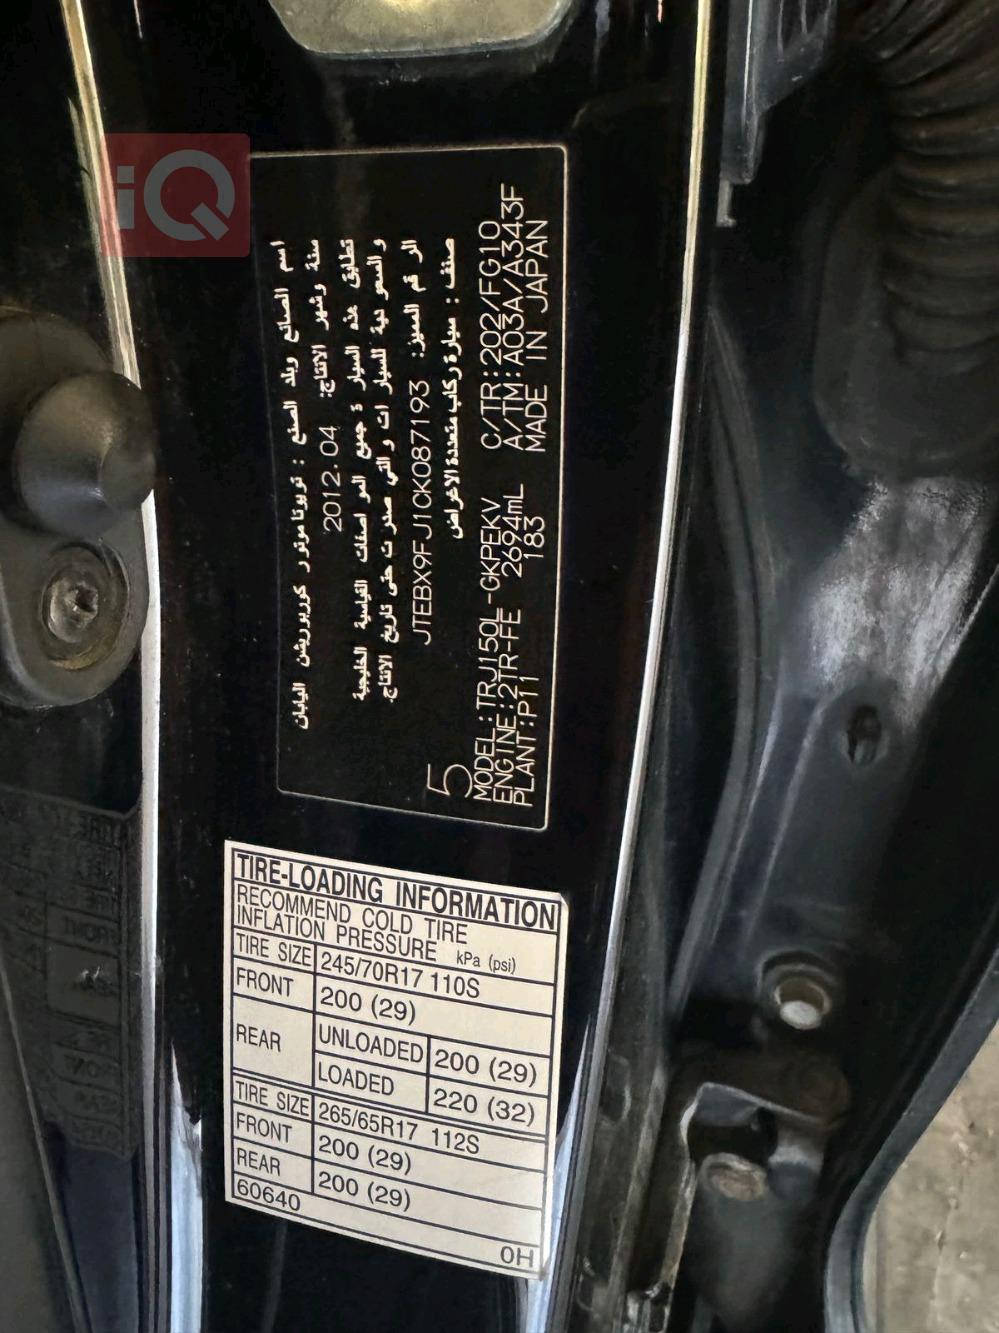 iQ
اسم الصانع وبلد الصنع : تويوتا موتور كوربوريشن اليابان
سنة وشهر الانتاج: 2012.04
تطابق هذه السيارة جميع المواصفات القياسية الخليجية
والسعودية للسيارات والتي صدرت حتى تاريخ الانتاج.
الرقم المميز: JTEBX9FJ1CK087193
صنف : سيارة ركاب متعددة الاغراض
5
MODEL:TRJ150L-GKPEKV C/TR:202/FG10
ENGINE:2TR-FE 2694mL A/TM:A03A/A343F
PLANT:P11 183 MADE IN JAPAN
TIRE-LOADING INFORMATION
RECOMMEND COLD TIRE
INFLATION PRESSURE kPa (psi)
TIRE SIZE 245/70R17 110S
FRONT 200 (29)
REAR UNLOADED 200 (29)
LOADED 220 (32)
TIRE SIZE 265/65R17 112S
FRONT 200 (29)
REAR 200 (29)
60640 0H